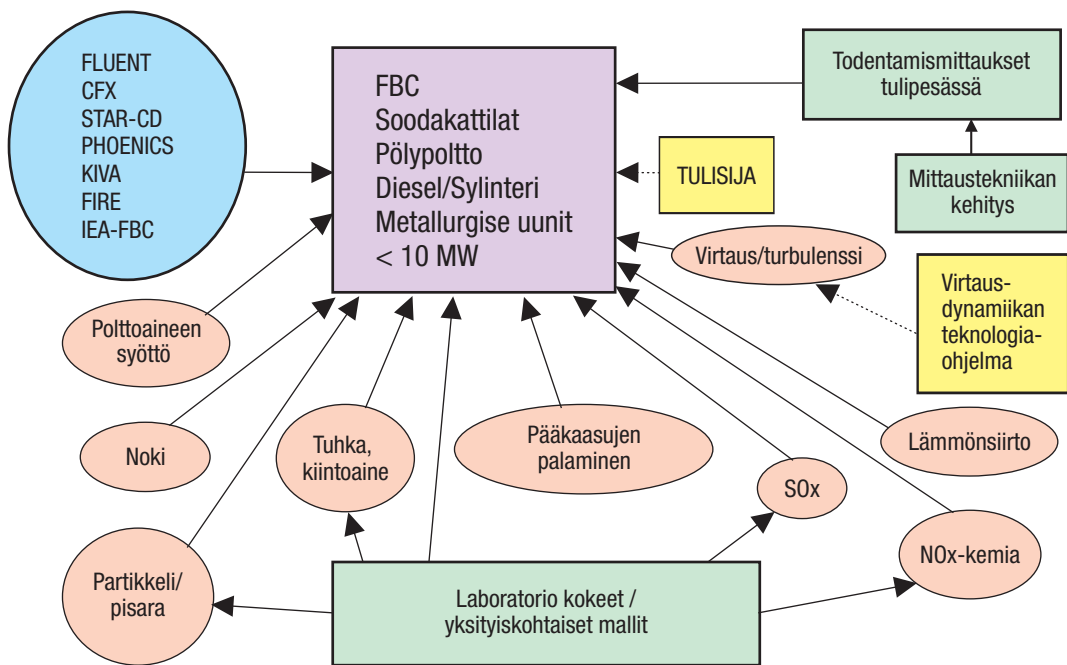 FLUENT
CFX
STAR-CD
PHOENICS
KIVA
FIRE
IEA-FBC
FBC
Soodakattilat
Pölypoltto
Diesel/Sylinteri
Metallurgise uunit
< 10 MW
Todentamismittaukset
tulipesässä
TULISIJA
Mittaustekniikan
kehitys
Virtaus/turbulenssi
Virtaus-
dynamiikan
teknologia-
ohjelma
Polttoaineen
syöttö
Noki
Tuhka,
kiintoaine
Pääkaasujen
palaminen
SOx
Lämmönsiirto
NOx-kemia
Partikkeli/
pisara
Laboratorio kokeet /
yksityiskohtaiset mallit